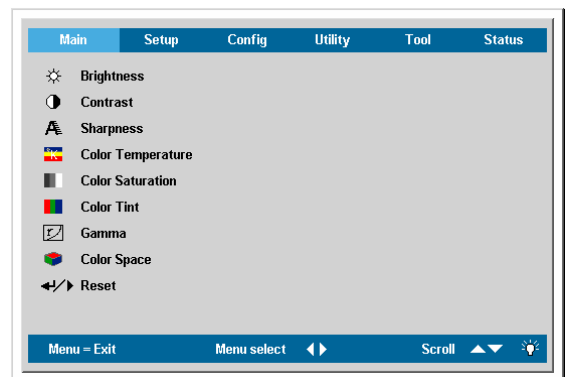 Main Setup Config Utility Tool Status
Brightness
Contrast
Sharpness
Color Temperature
Color Saturation
Color Tint
Gamma
Color Space
Reset
Menu = Exit Menu select Scroll